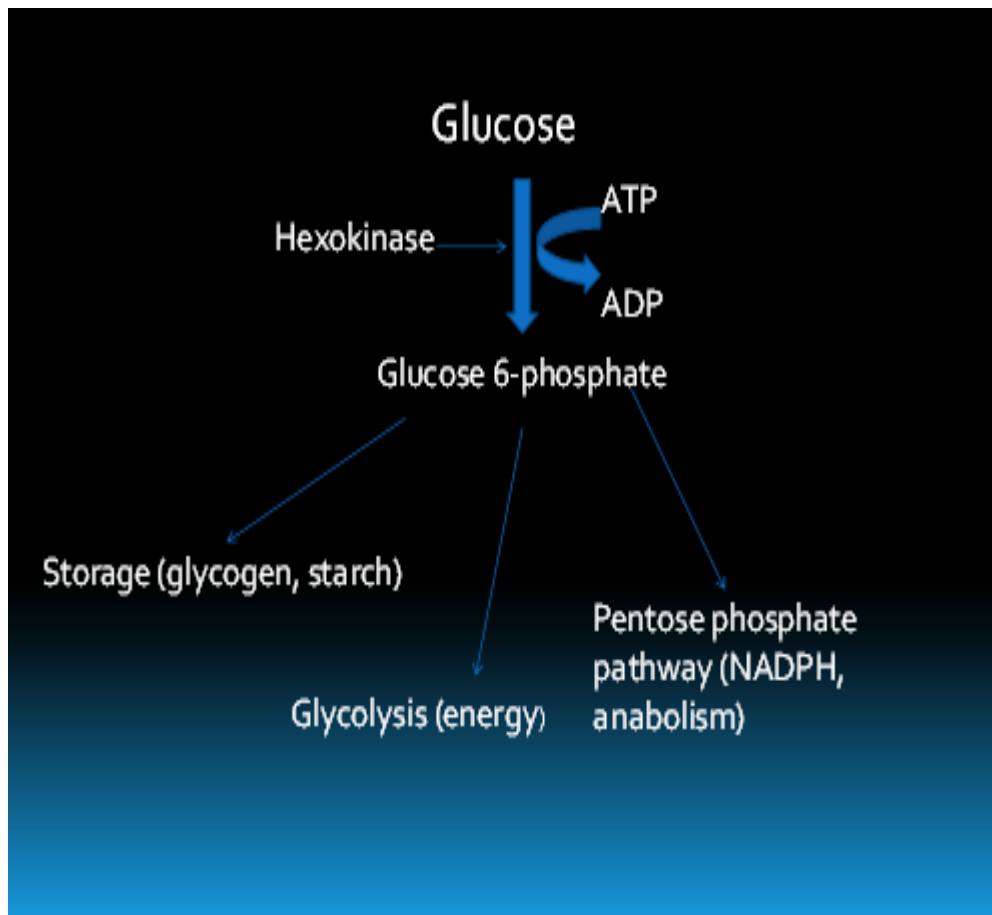 Glucose
ATP
Hexokinase
ADP
Glucose 6-phosphate
Storage (glycogen, starch)
Pentose phosphate
pathway (NADPH,
anabolism)
Glycolysis (energy)